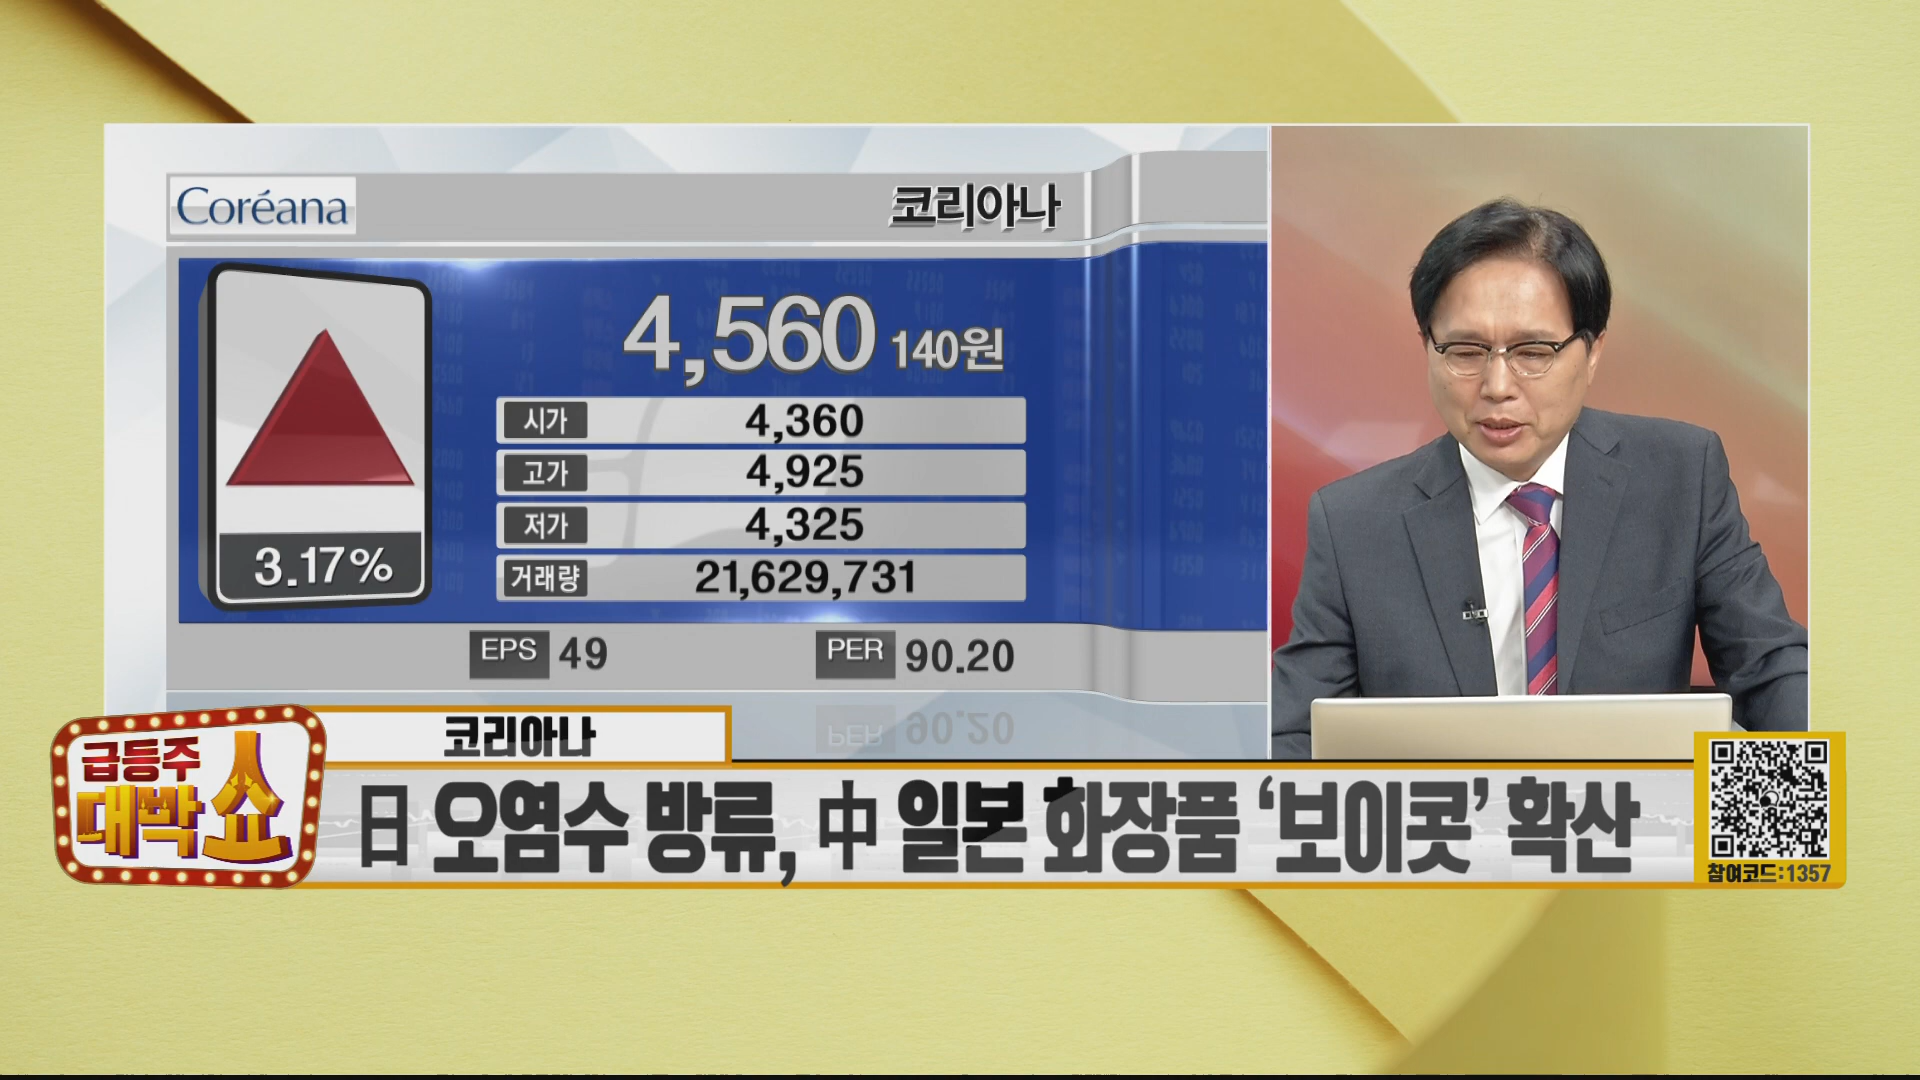 Coréana
코리아나
4,560 140원
3.17%
시가 4,360
고가 4,925
저가 4,325
거래량 21,629,731
EPS 49
PER 90.20
급등주
대박쇼
코리아나
日 오염수 방류, 中 일본 화장품 ‘보이콧’ 확산
참여코드:1357